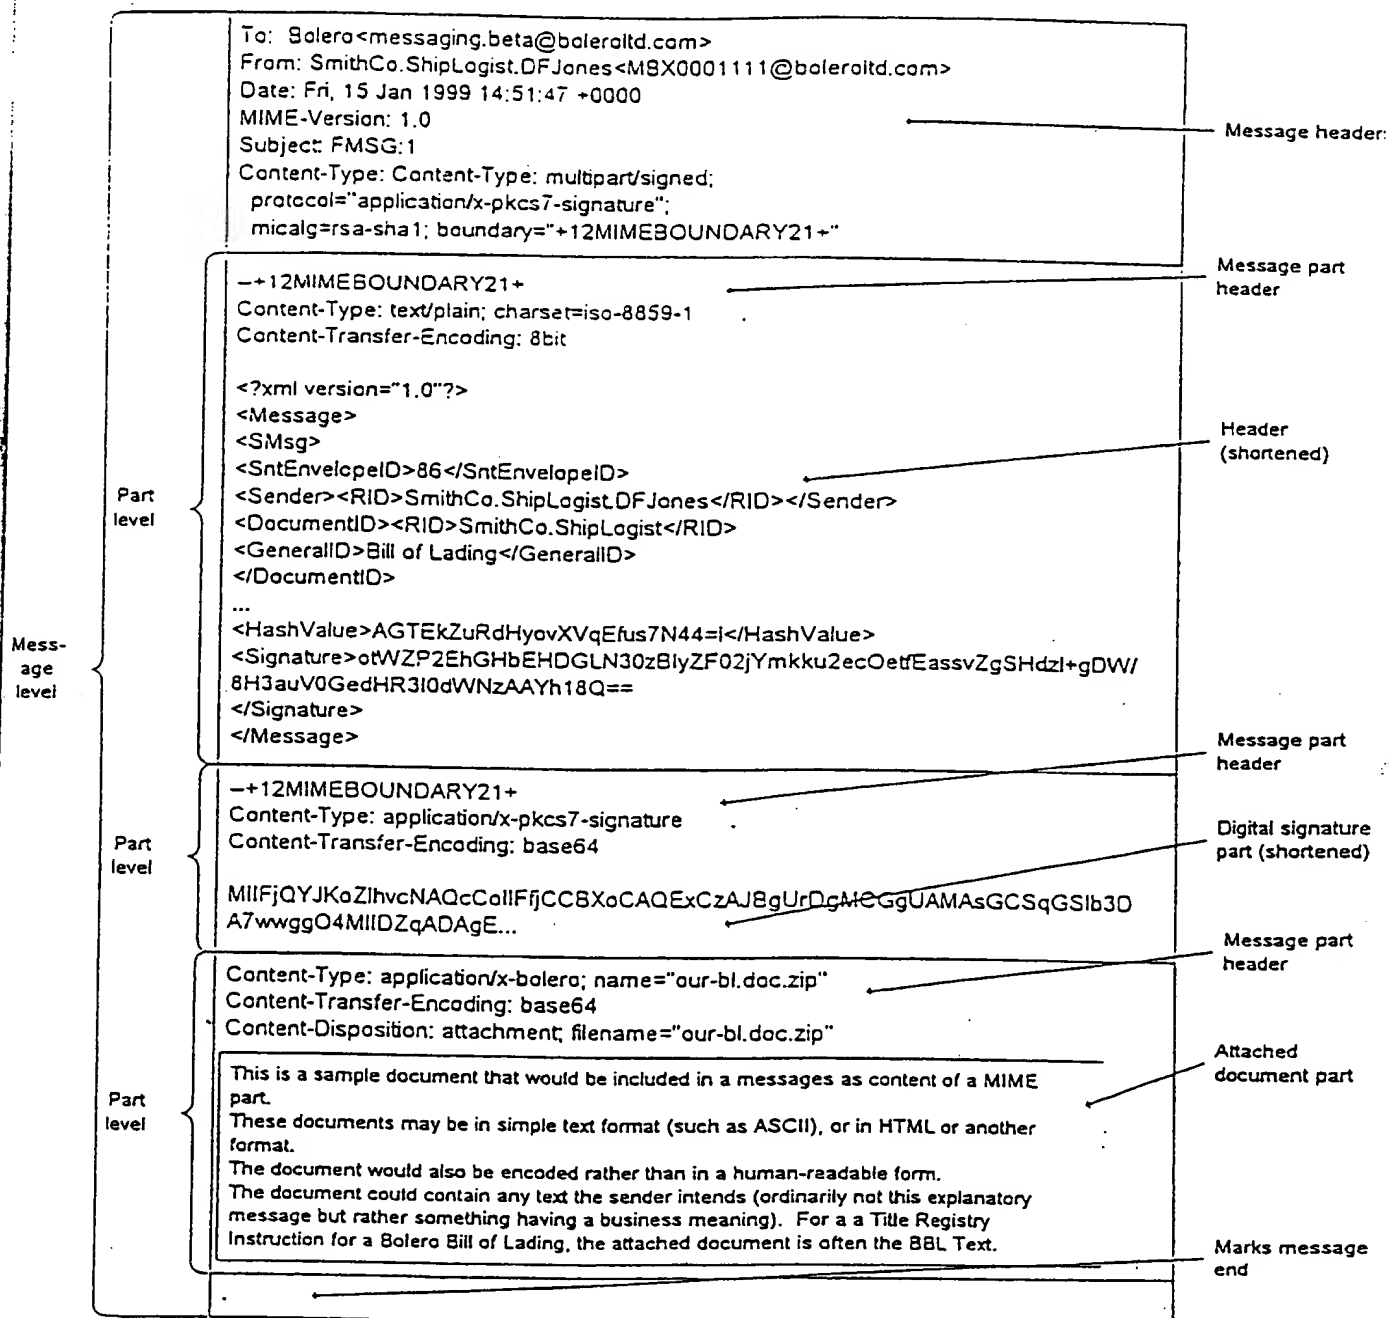 To: Bolero<messaging.beta@boleroltd.com>
From: SmithCo.ShipLogist.DFJones<MBX0001111@boleroltd.com>
Date: Fri, 15 Jan 1999 14:51:47 +0000
MIME-Version: 1.0
Subject: FMSG:1
Content-Type: Content-Type: multipart/signed;
protocol="application/x-pkcs7-signature";
micalg=rsa-sha1; boundary="+12MIMEBOUNDARY21+"
Message header:
–+12MIMEBOUNDARY21+
Content-Type: text/plain; charset=iso-8859-1
Content-Transfer-Encoding: 8bit
Message part
header
<?xml version="1.0"?>
<Message>
<SMsg>
<SntEnvelopeID>86</SntEnvelopeID>
<Sender><RID>SmithCo.ShipLogist.DFJones</RID></Sender>
<DocumentID><RID>SmithCo.ShipLogist</RID>
<GeneralID>Bill of Lading</GeneralID>
</DocumentID>
...
<HashValue>AGTEkZuRdHyovXVqEfus7N44=i</HashValue>
<Signature>otWZP2EhGHbEHDGLN30zBIyZF02jYmkku2ecOetfEassvZgSHdzI+gDW/
8H3auV0GedHR3I0dWNzAAYh18Q==
</Signature>
</Message>
Header
(shortened)
Part
level
Mess-
age
level
–+12MIMEBOUNDARY21+
Content-Type: application/x-pkcs7-signature
Content-Transfer-Encoding: base64
Message part
header
MIIFjQYJKoZIhvcNAQcCoIIFfjCCBXoCAQExCzAJBgUrDgMCGgUAMAsGCSqGSIb3D
A7wwggO4MIIDZqADAgE...
Digital signature
part (shortened)
Part
level
Content-Type: application/x-bolero; name="our-bl.doc.zip"
Content-Transfer-Encoding: base64
Content-Disposition: attachment; filename="our-bl.doc.zip"
Message part
header
This is a sample document that would be included in a messages as content of a MIME
part.
These documents may be in simple text format (such as ASCII), or in HTML or another
format.
The document would also be encoded rather than in a human-readable form.
The document could contain any text the sender intends (ordinarily not this explanatory
message but rather something having a business meaning). For a a Title Registry
Instruction for a Bolero Bill of Lading, the attached document is often the BBL Text.
Attached
document part
Part
level
.
Marks message
end